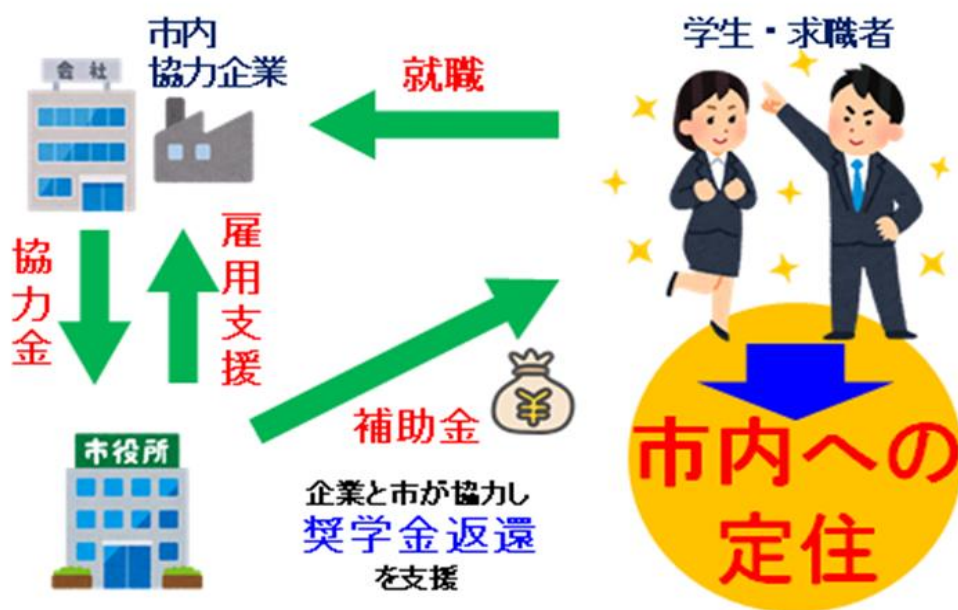 市内
協力企業
会社
就職
学生・求職者
協力金
雇用支援
補助金
¥
市役所
企業と市が協力し
奨学金返還
を支援
市内への
定住